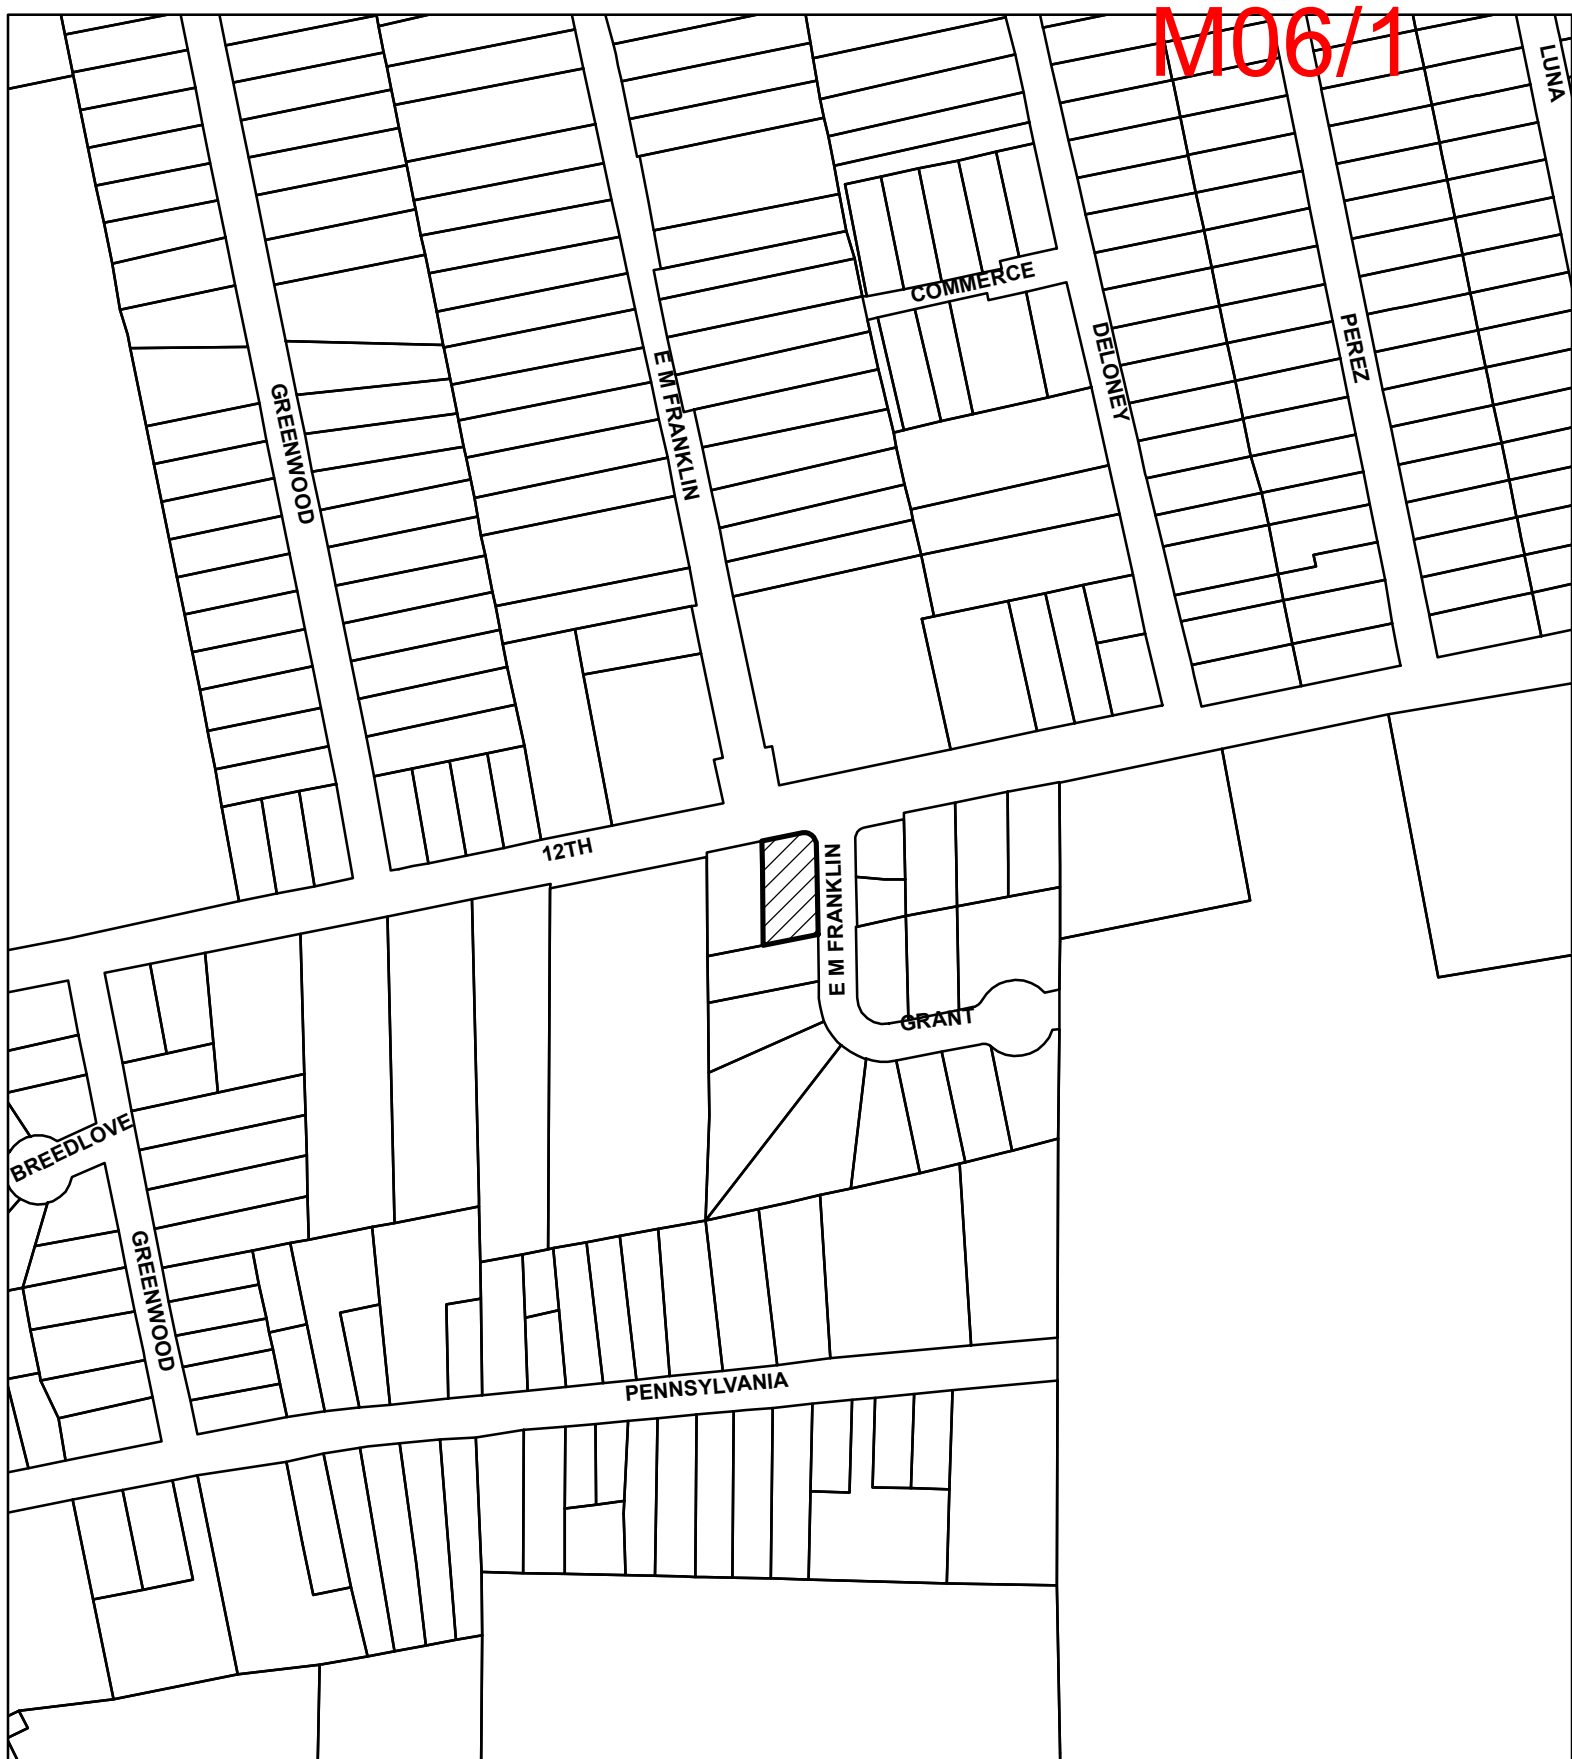 M06/1
LUNA
COMMERCE
DELONEY
PEREZ
E M FRANKLIN
GREENWOOD
12TH
E M FRANKLIN
GRANT
BREEDLOVE
GREENWOOD
PENNSYLVANIA